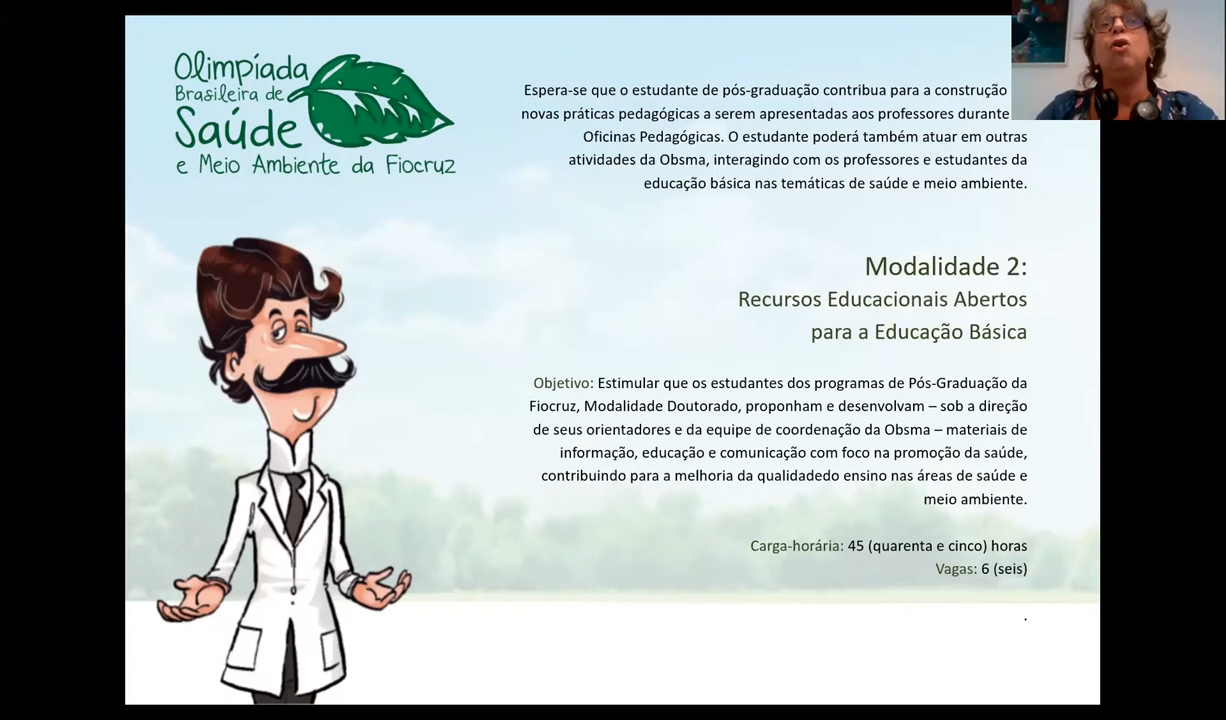 Olimpíada
Brasileira de
Saúde
e Meio Ambiente da Fiocruz
Espera-se que o estudante de pós-graduação contribua para a construção
novas práticas pedagógicas a serem apresentadas aos professores durante
Oficinas Pedagógicas. O estudante poderá também atuar em outras
atividades da Obsma, interagindo com os professores e estudantes da
educação básica nas temáticas de saúde e meio ambiente.
Modalidade 2:
Recursos Educacionais Abertos
para a Educação Básica
Objetivo: Estimular que os estudantes dos programas de Pós-Graduação da
Fiocruz, Modalidade Doutorado, proponham e desenvolvam – sob a direção
de seus orientadores e da equipe de coordenação da Obsma – materiais de
informação, educação e comunicação com foco na promoção da saúde,
contribuindo para a melhoria da qualidadedo ensino nas áreas de saúde e
meio ambiente.
Carga-horária: 45 (quarenta e cinco) horas
Vagas: 6 (seis)
.